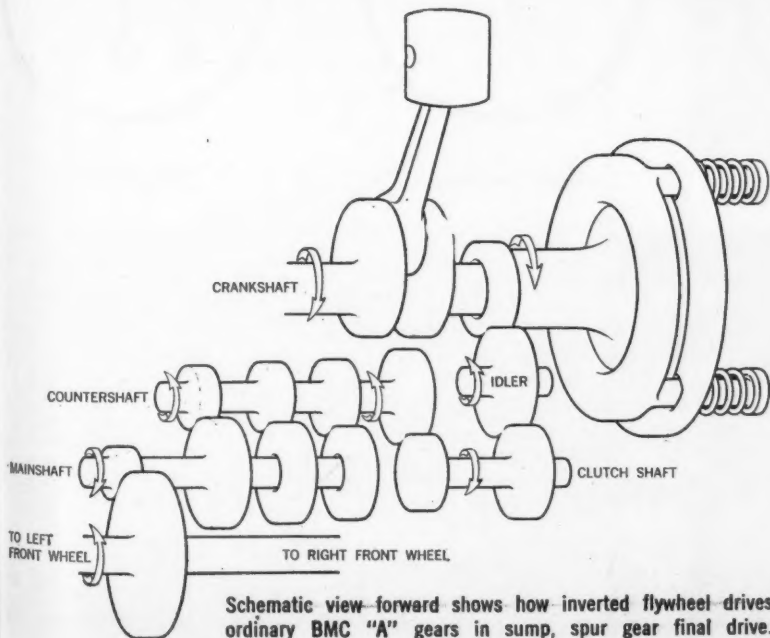 CRANKSHAFT
COUNTERSHAFT
IDLER
MAINSHAFT
CLUTCH SHAFT
TO LEFT
FRONT WHEEL
TO RIGHT FRONT WHEEL
Schematic view forward shows how inverted flywheel drives
ordinary BMC "A" gears in sump, spur gear final drive.